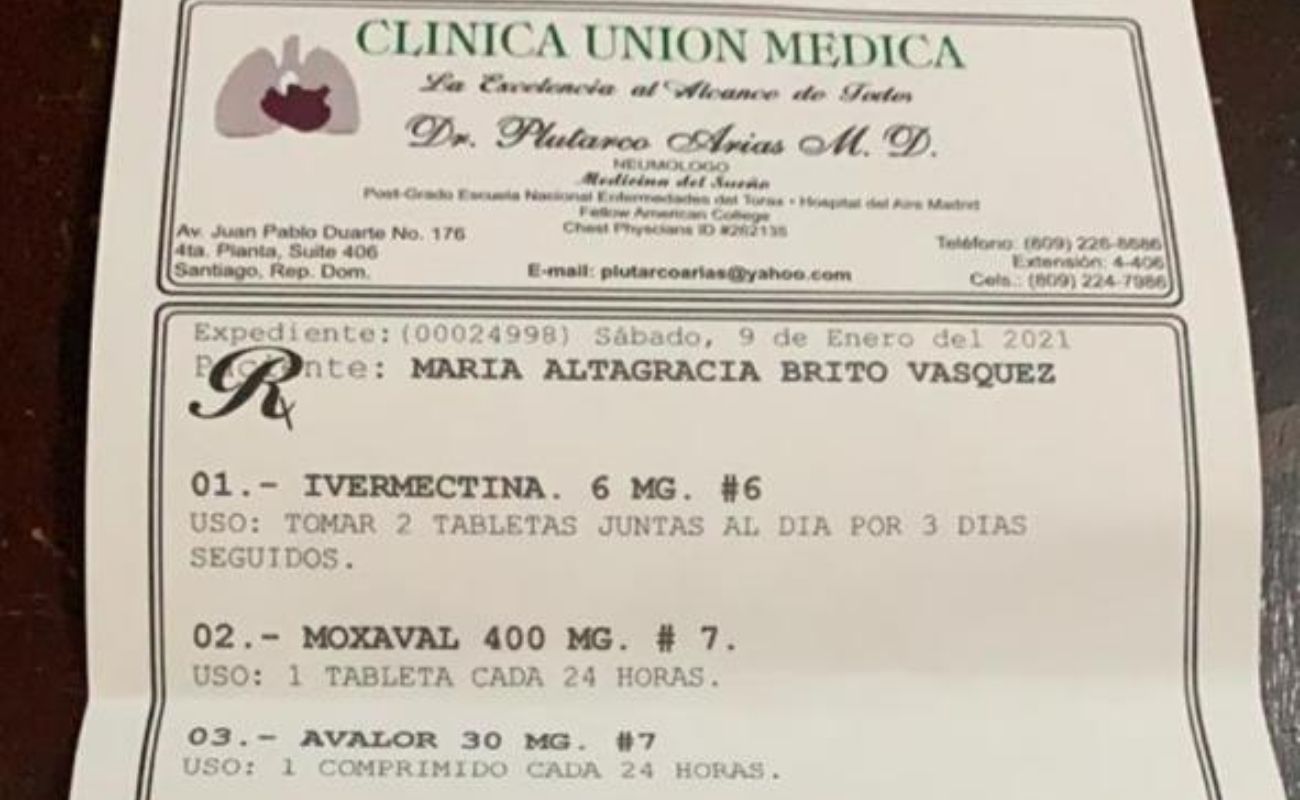 CLINICA UNION MEDICA
La Excelencia al Alcance de Todos
Dr. Plutarco Arias M. D.
NEUMOLOGO
Medicina del Sueño
Post-Grado Escuela Nacional Enfermedades del Torax • Hospital del Aire Madrid
Fellow American College
Chest Physcians ID #262135
Av. Juan Pablo Duarte No. 176
4ta. Planta, Suite 406
Santiago, Rep. Dom.
E-mail: plutarcoarias@yahoo.com
Teléfono: (809) 226-8686
Extensión: 4-406
Cels.: (809) 224-7986
Expediente:(00024998) Sábado, 9 de Enero del 2021
Paciente: MARIA ALTAGRACIA BRITO VASQUEZ
Rx
01.- IVERMECTINA. 6 MG. #6
USO: TOMAR 2 TABLETAS JUNTAS AL DIA POR 3 DIAS
SEGUIDOS.
02.- MOXAVAL 400 MG. # 7.
USO: 1 TABLETA CADA 24 HORAS.
03.- AVALOR 30 MG. #7
USO: 1 COMPRIMIDO CADA 24 HORAS.